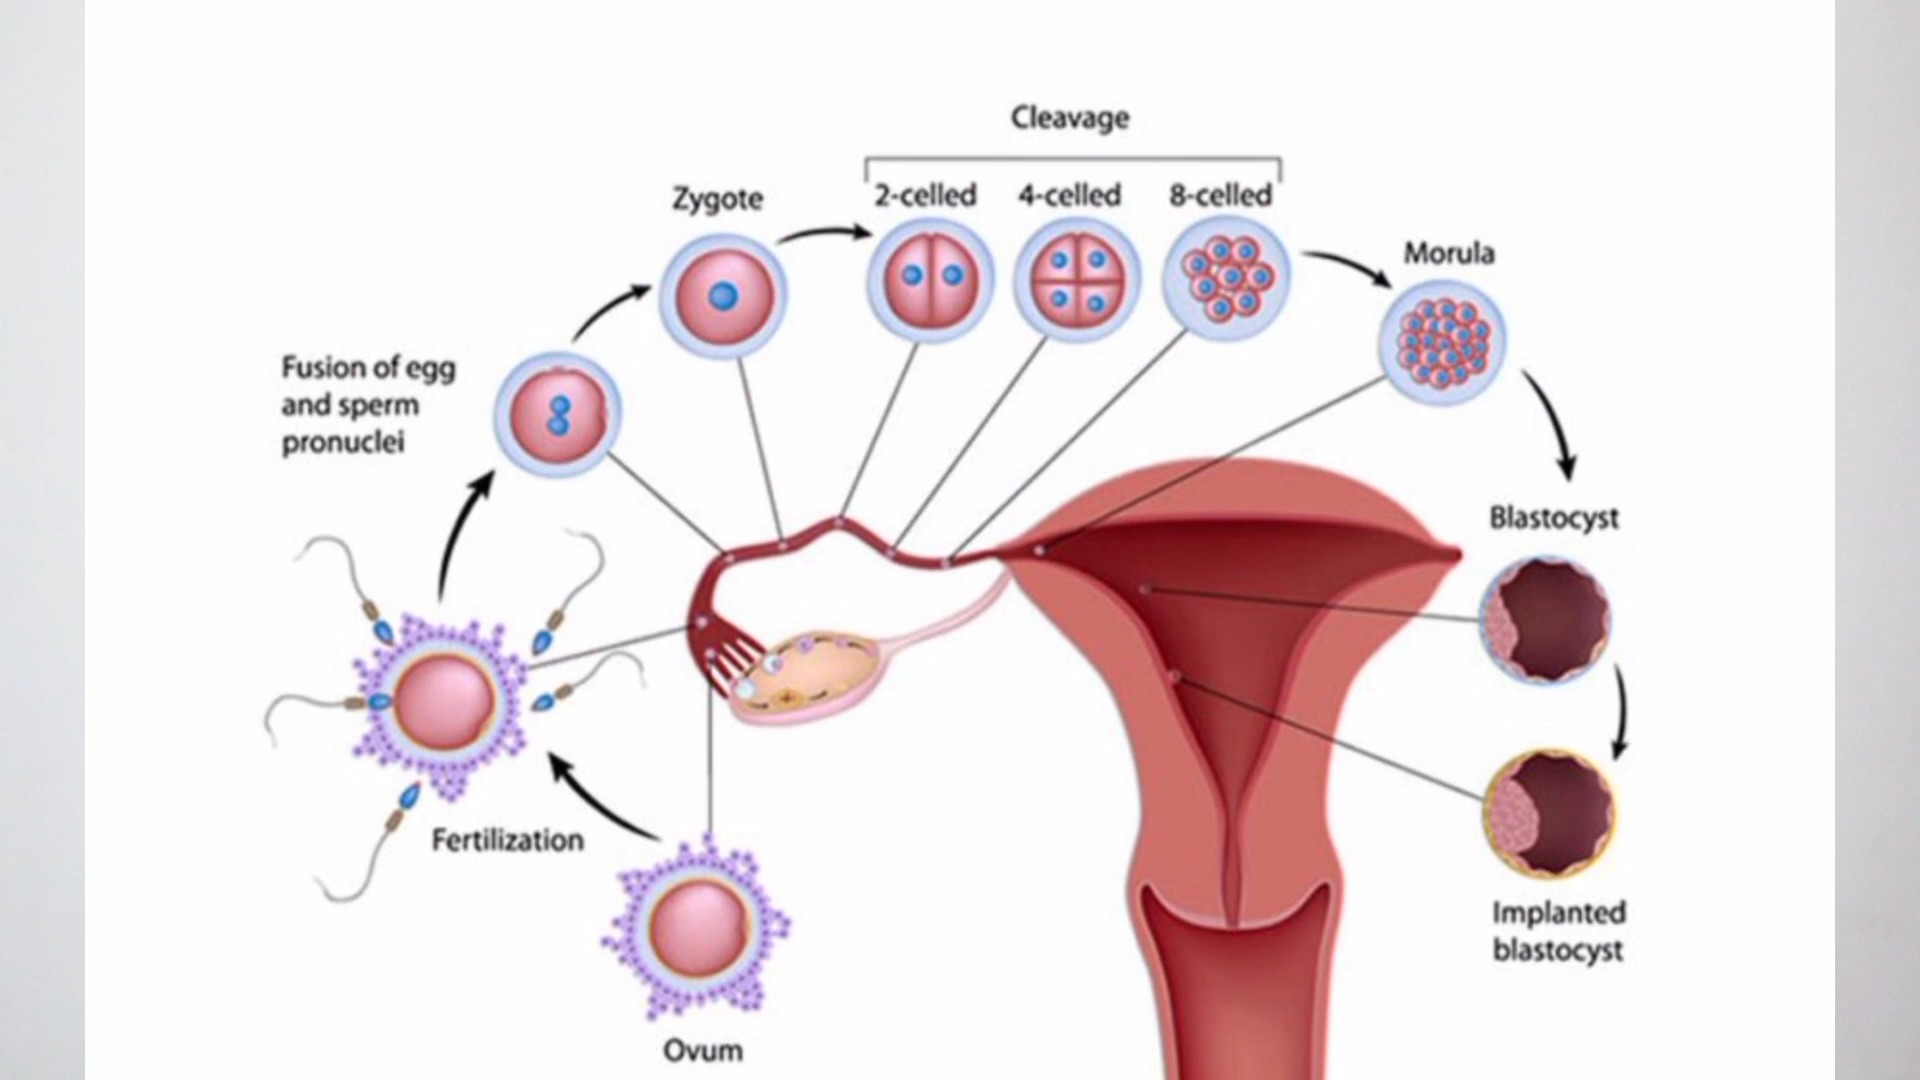 Cleavage
Zygote
2-celled
4-celled
8-celled
Morula
Fusion of egg
and sperm
pronuclei
Blastocyst
Fertilization
Implanted
blastocyst
Ovum